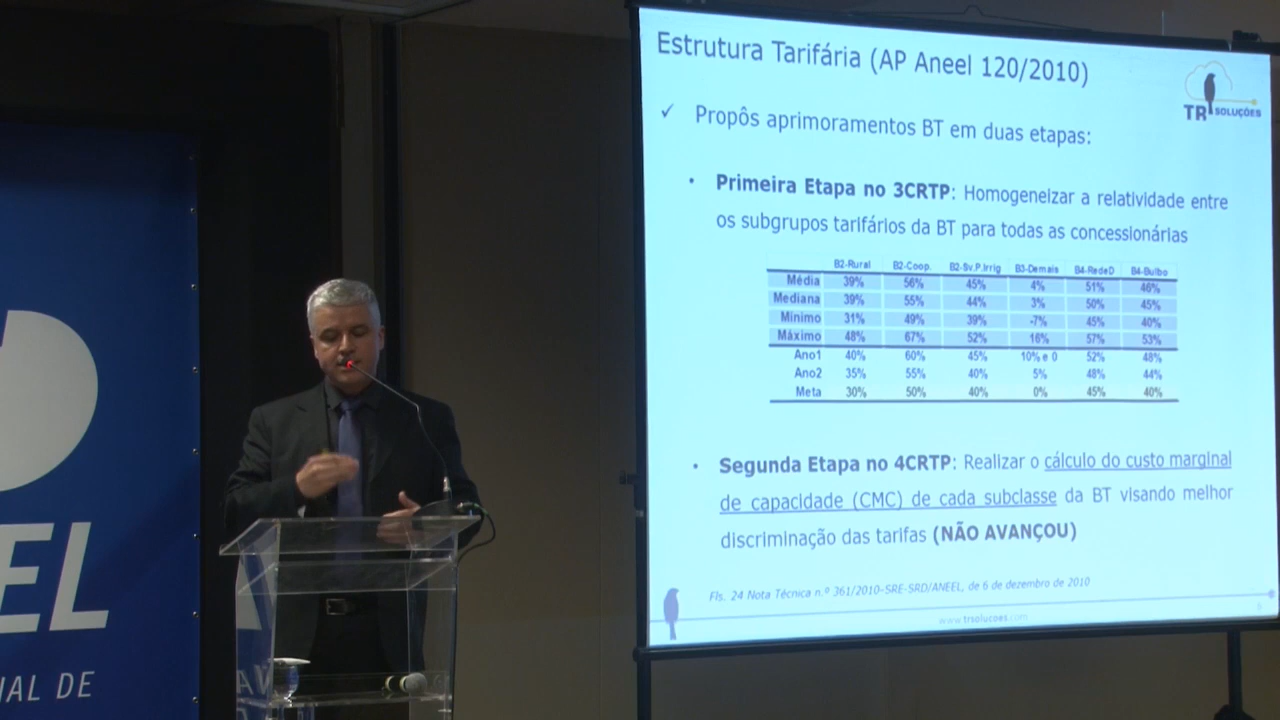 Estrutura Tarifária (AP Aneel 120/2010)
TR SOLUÇÕES
✓ Propôs aprimoramentos BT em duas etapas:
• Primeira Etapa no 3CRTP: Homogeneizar a relatividade entre
os subgrupos tarifários da BT para todas as concessionárias
B2-Rural B2-Coop. B2-Sv.P.Irrig B3-Demais B4-RedeD B4-Bulbo
Média 39% 56% 45% 4% 51% 46%
Mediana 39% 55% 44% 3% 50% 45%
Mínimo 31% 49% 39% -7% 45% 40%
Máximo 48% 67% 52% 16% 57% 53%
Ano1 40% 60% 45% 10% e 0 52% 48%
Ano2 35% 55% 40% 5% 48% 44%
Meta 30% 50% 40% 0% 45% 40%
• Segunda Etapa no 4CRTP: Realizar o cálculo do custo marginal
de capacidade (CMC) de cada subclasse da BT visando melhor
discriminação das tarifas (NÃO AVANÇOU)
Fls. 24 Nota Técnica n.º 361/2010-SRE-SRD/ANEEL, de 6 de dezembro de 2010
www.trsolucoes.com
EL
NAL DE